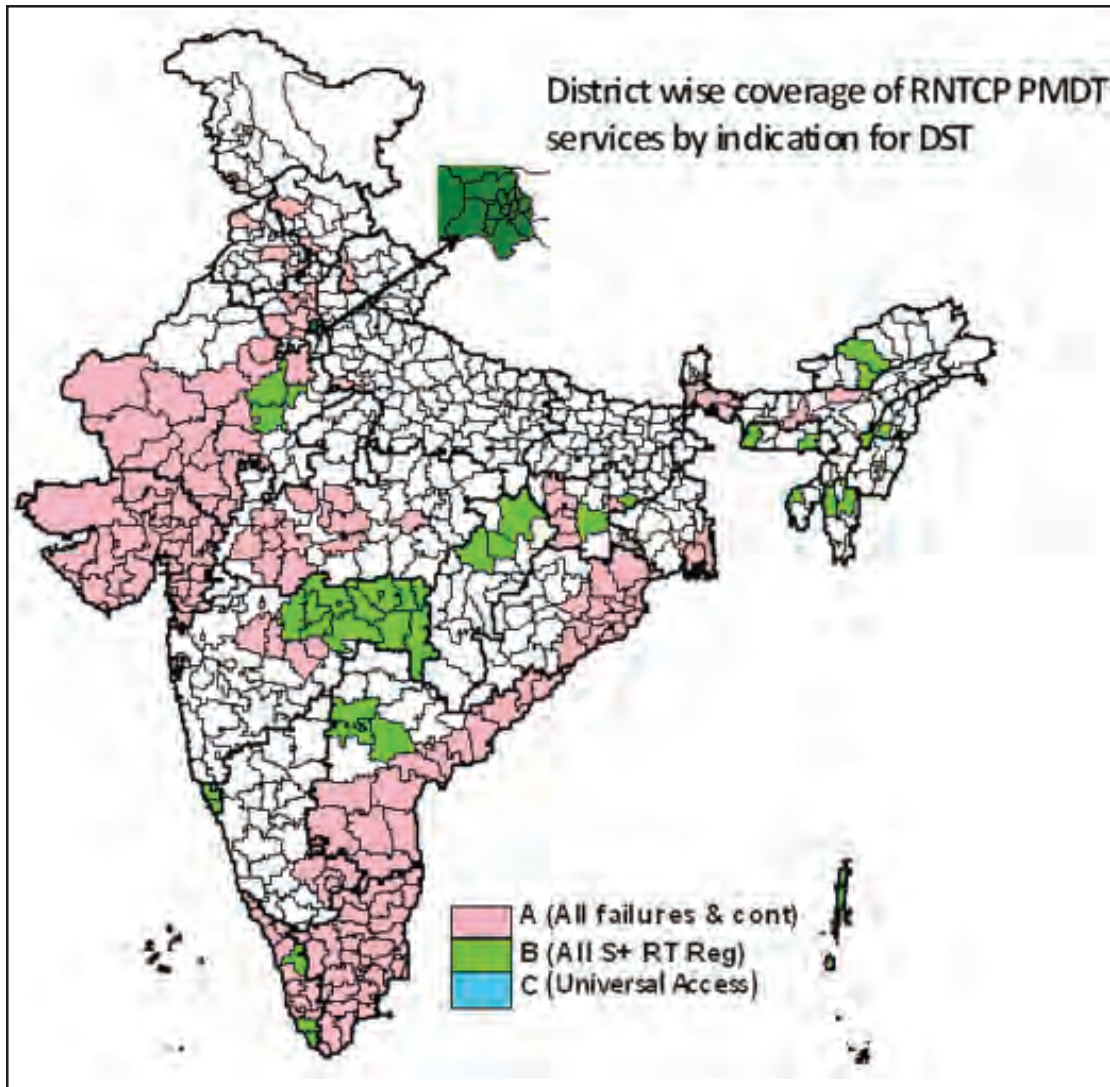 District wise coverage of RNTCP PMDT
services by indication for DST
A (All failures & cont)
B (All S+ RT Reg)
C (Universal Access)